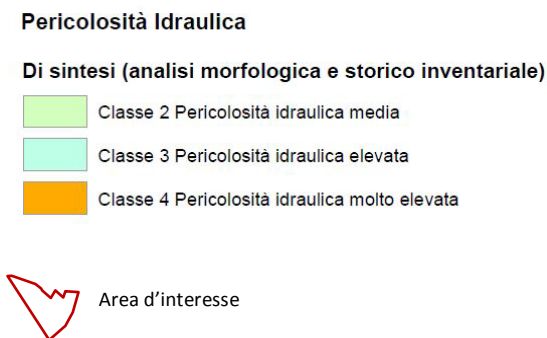 Pericolosità Idraulica
Di sintesi (analisi morfologica e storico inventariale)
Classe 2 Pericolosità idraulica media
Classe 3 Pericolosità idraulica elevata
Classe 4 Pericolosità idraulica molto elevata
Area d’interesse